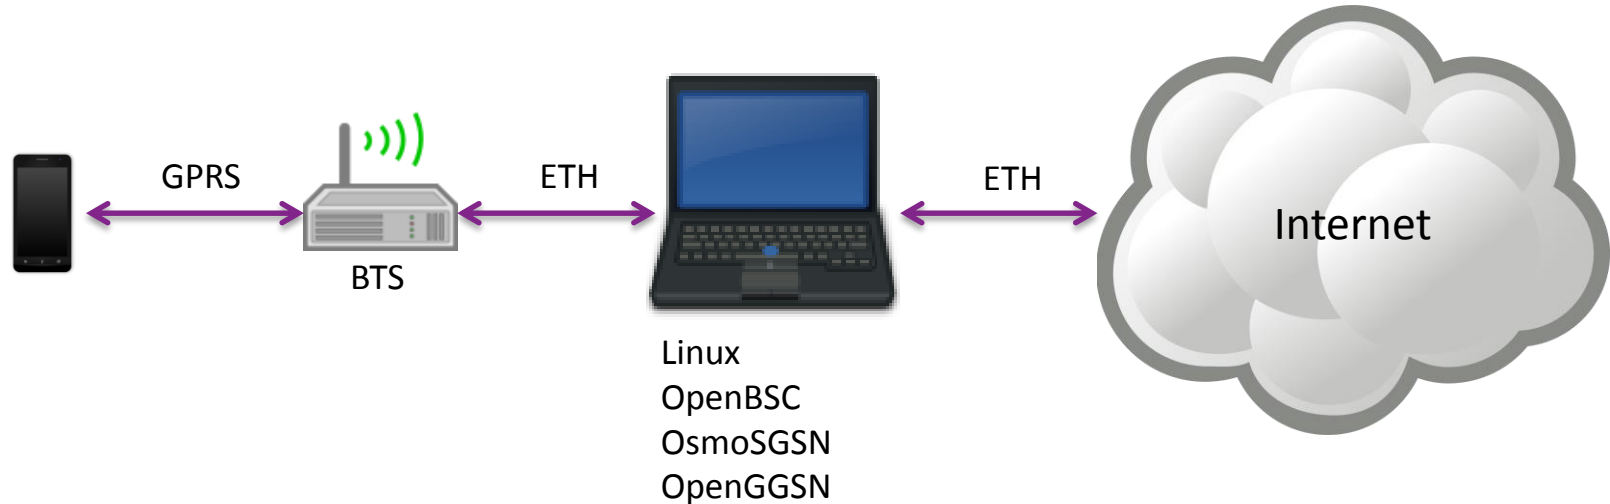 GPRS
ETH
ETH
BTS
Internet
Linux
OpenBSC
OsmoSGSN
OpenGGSN